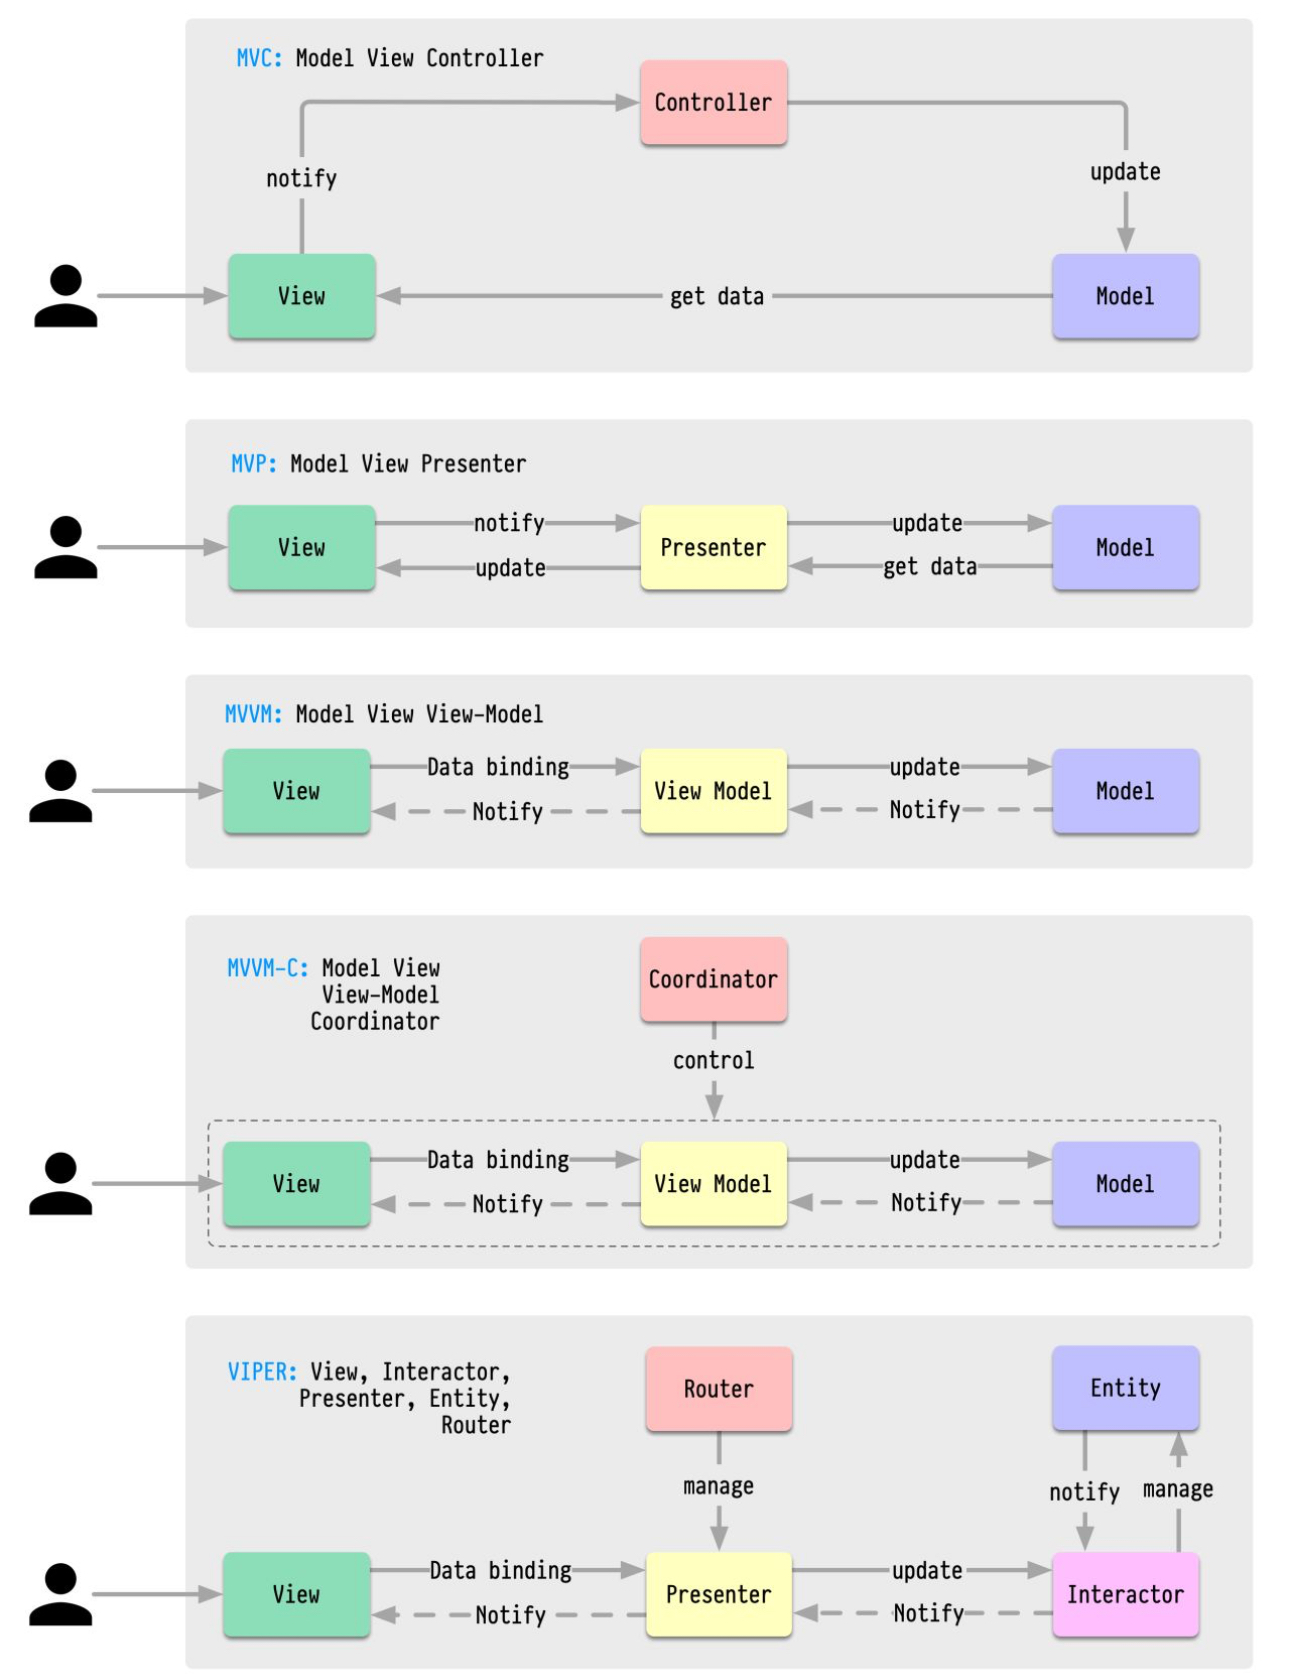 MVC: Model View Controller
Controller
notify
update
View
get data
Model
MVP: Model View Presenter
View
notify
update
Presenter
update
get data
Model
MVVM: Model View View-Model
View
Data binding
Notify
View Model
update
Notify
Model
MVVM-C: Model View
View-Model
Coordinator
Coordinator
control
View
Data binding
Notify
View Model
update
Notify
Model
VIPER: View, Interactor,
Presenter, Entity,
Router
Router
Entity
manage
notify
manage
View
Data binding
Notify
Presenter
update
Notify
Interactor